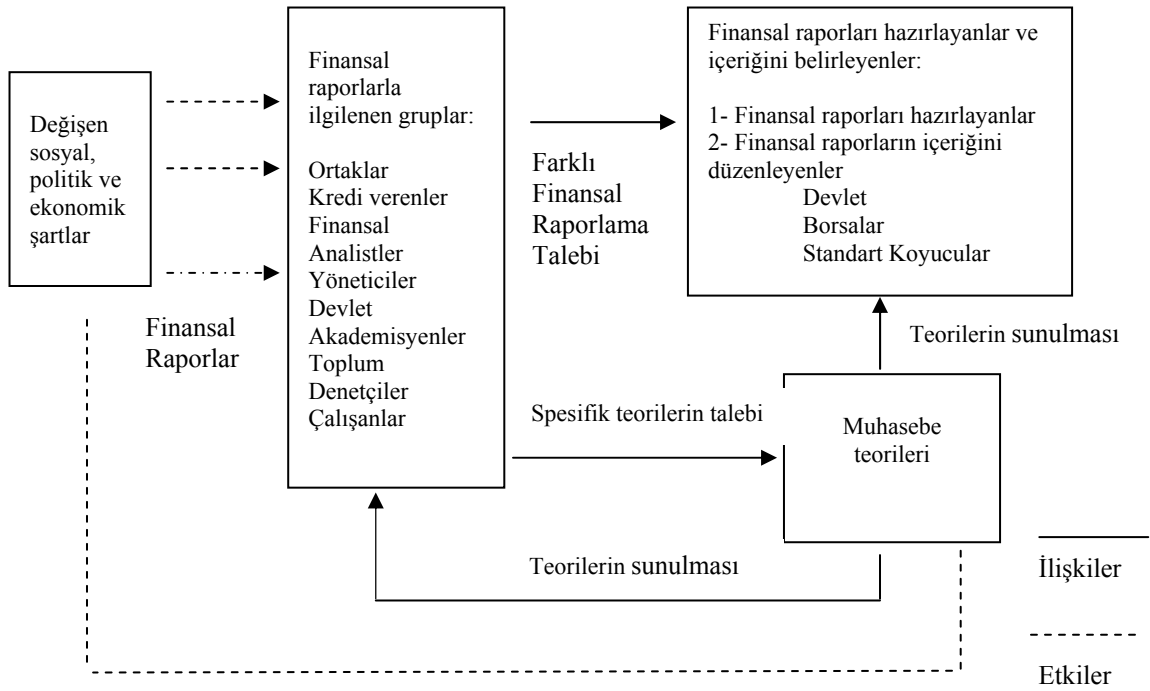 Değişen
sosyal,
politik ve
ekonomik
şartlar
Finansal
Raporlar
Finansal
raporlarla
ilgilenen gruplar:
Ortaklar
Kredi verenler
Finansal
Analistler
Yöneticiler
Devlet
Akademisyenler
Toplum
Denetçiler
Çalışanlar
Farklı
Finansal
Raporlama
Talebi
Finansal raporları hazırlayanlar ve
içeriğini belirleyenler:
1- Finansal raporları hazırlayanlar
2- Finansal raporların içeriğini
düzenleyenler
Devlet
Borsalar
Standart Koyucular
Teorilerin sunulması
Spesifik teorilerin talebi
Muhasebe
teorileri
Teorilerin sunulması
İlişkiler
Etkiler